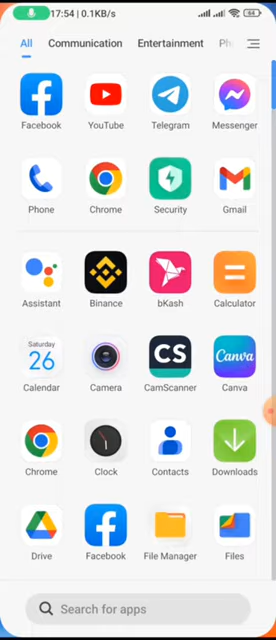 17:54 | 0.1KB/s 66
All Communication Entertainment Ph
Facebook YouTube Telegram Messenger
Phone Chrome Security Gmail
Assistant Binance bKash Calculator
Saturday
26
CS
Canva
Calendar Camera CamScanner Canva
Chrome Clock Contacts Downloads
Drive Facebook File Manager Files
Search for apps